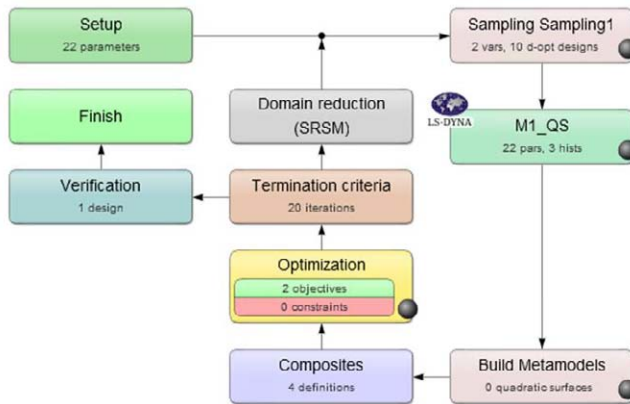 Setup
22 parameters
Sampling Sampling1
2 vars, 10 d-opt designs
Finish
Domain reduction
(SRSM)
LS-DYNA
M1_QS
22 pars, 3 hists
Verification
1 design
Termination criteria
20 iterations
Optimization
2 objectives
0 constraints
Composites
4 definitions
Build Metamodels
0 quadratic surfaces